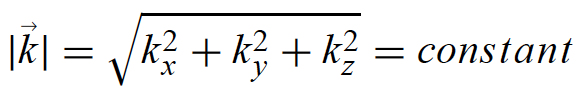 |k⃗| = √(k_x² + k_y² + k_z²) = constant